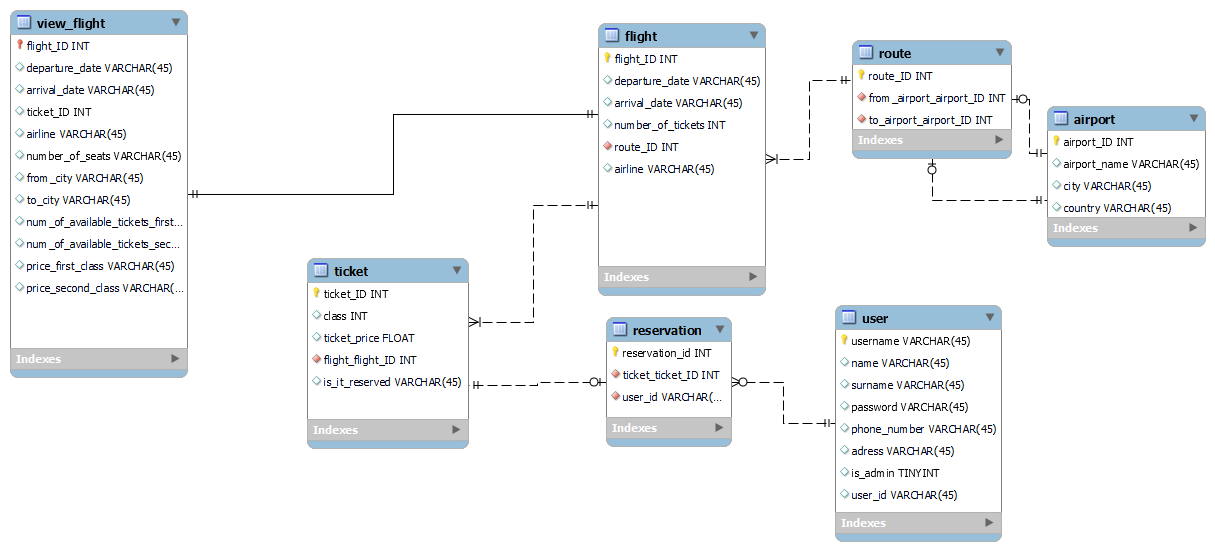 view_flight
flight_ID INT
departure_date VARCHAR(45)
arrival_date VARCHAR(45)
ticket_ID INT
airline VARCHAR(45)
number_of_seats VARCHAR(45)
from_city VARCHAR(45)
to_city VARCHAR(45)
num_of_available_tickets_first...
num_of_available_tickets_sec...
price_first_class VARCHAR(45)
price_second_class VARCHAR(...
Indexes
flight
flight_ID INT
departure_date VARCHAR(45)
arrival_date VARCHAR(45)
number_of_tickets INT
route_ID INT
airline VARCHAR(45)
Indexes
route
route_ID INT
from_airport_airport_ID INT
to_airport_airport_ID INT
Indexes
airport
airport_ID INT
airport_name VARCHAR(45)
city VARCHAR(45)
country VARCHAR(45)
Indexes
ticket
ticket_ID INT
class INT
ticket_price FLOAT
flight_flight_ID INT
is_it_reserved VARCHAR(45)
Indexes
reservation
reservation_id INT
ticket_ticket_ID INT
user_id VARCHAR(...
Indexes
user
username VARCHAR(45)
name VARCHAR(45)
surname VARCHAR(45)
password VARCHAR(45)
phone_number VARCHAR(45)
adress VARCHAR(45)
is_admin TINYINT
user_id VARCHAR(45)
Indexes